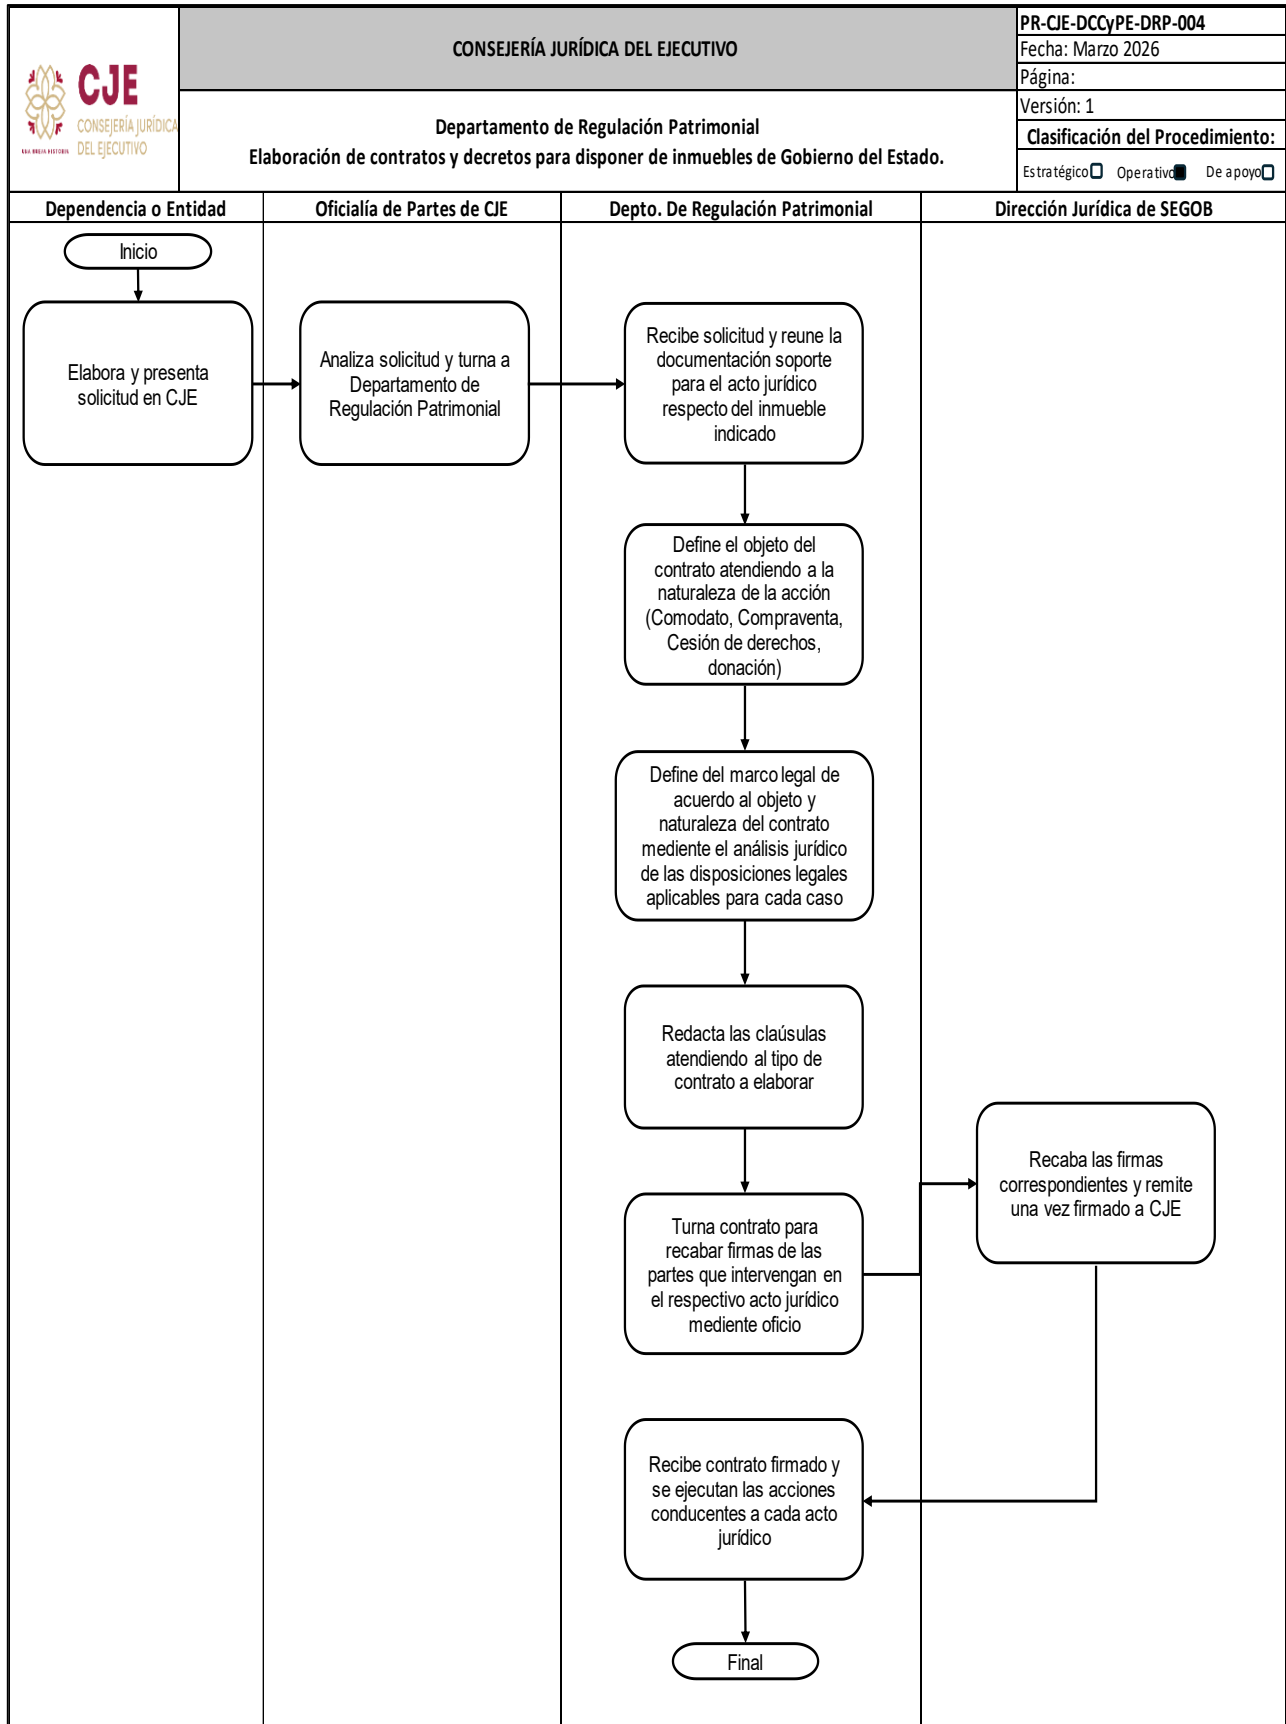 CJE
CONSEJERÍA JURÍDICA
DEL EJECUTIVO
CONSEJERÍA JURÍDICA DEL EJECUTIVO
Departamento de Regulación Patrimonial
Elaboración de contratos y decretos para disponer de inmuebles de Gobierno del Estado.
PR-CJE-DCCyPE-DRP-004
Fecha: Marzo 2026
Página:
Versión: 1
Clasificación del Procedimiento:
Estratégico Operativo De apoyo
Dependencia o Entidad
Oficialía de Partes de CJE
Depto. De Regulación Patrimonial
Dirección Jurídica de SEGOB
Inicio
Elabora y presenta
solicitud en CJE
Analiza solicitud y turna a
Departamento de
Regulación Patrimonial
Recibe solicitud y reune la
documentación soporte
para el acto jurídico
respecto del inmueble
indicado
Define el objeto del
contrato atendiendo a la
naturaleza de la acción
(Comodato, Compraventa,
Cesión de derechos,
donación)
Define del marco legal de
acuerdo al objeto y
naturaleza del contrato
mediente el análisis jurídico
de las disposiciones legales
aplicables para cada caso
Redacta las claúsulas
atendiendo al tipo de
contrato a elaborar
Turna contrato para
recabar firmas de las
partes que intervengan en
el respectivo acto jurídico
mediente oficio
Recaba las firmas
correspondientes y remite
una vez firmado a CJE
Recibe contrato firmado y
se ejecutan las acciones
conducentes a cada acto
jurídico
Final